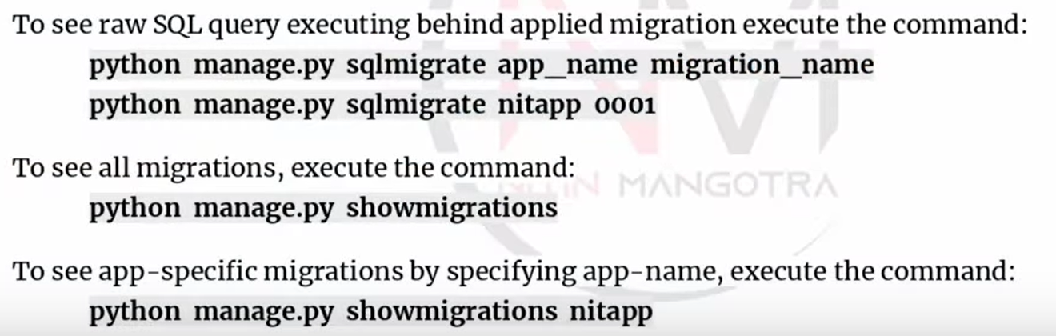 To see raw SQL query executing behind applied migration execute the command:
python manage.py sqlmigrate app_name migration_name
python manage.py sqlmigrate nitapp 0001
To see all migrations, execute the command:
MANGOTRA
python manage.py showmigrations
To see app-specific migrations by specifying app-name, execute the command:
python manage.py showmigrations nitapp